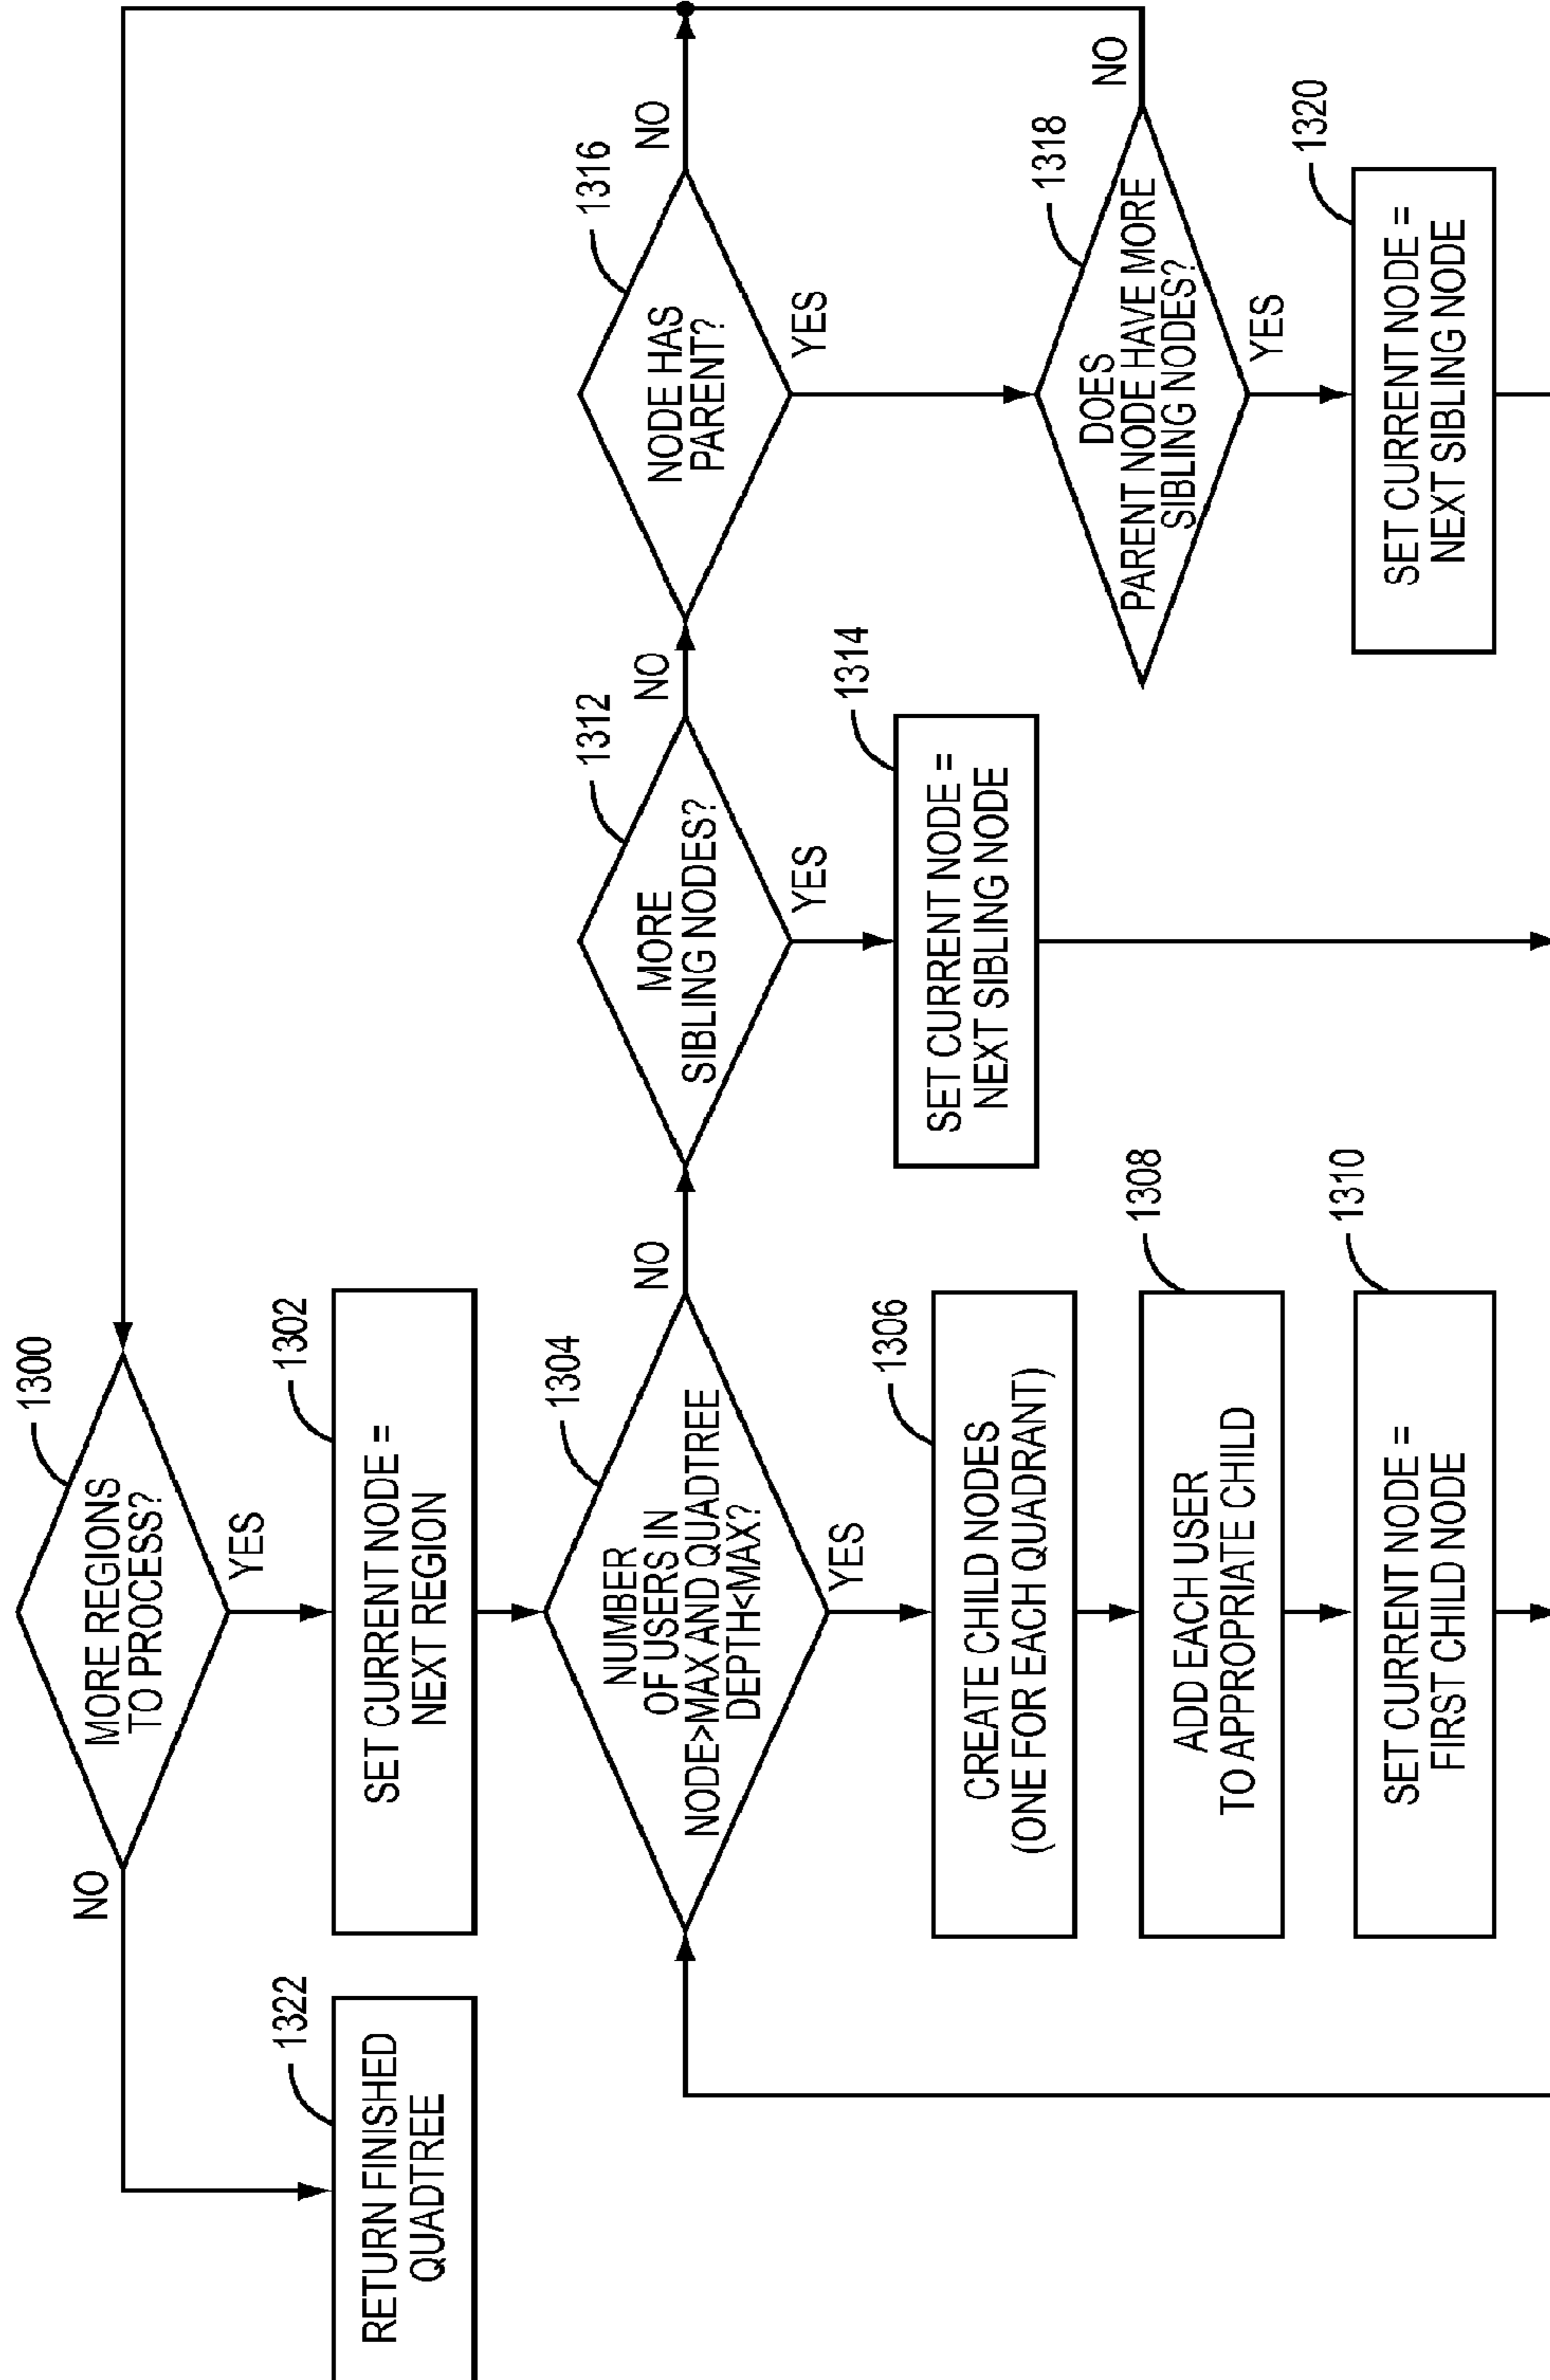 1300
MORE REGIONS
TO PROCESS?
NO
YES
1322
RETURN FINISHED
QUADTREE
1302
SET CURRENT NODE =
NEXT REGION
1304
NUMBER
OF USERS IN
NODE>MAX AND QUADTREE
DEPTH<MAX?
NO
YES
1312
MORE
SIBLING NODES?
NO
YES
1316
NODE HAS
PARENT?
NO
YES
1306
CREATE CHILD NODES
(ONE FOR EACH QUADRANT)
1314
SET CURRENT NODE =
NEXT SIBLING NODE
1318
DOES
PARENT NODE HAVE MORE
SIBLING NODES?
NO
YES
1308
ADD EACH USER
TO APPROPRIATE CHILD
1310
SET CURRENT NODE =
FIRST CHILD NODE
1320
SET CURRENT NODE =
NEXT SIBLING NODE